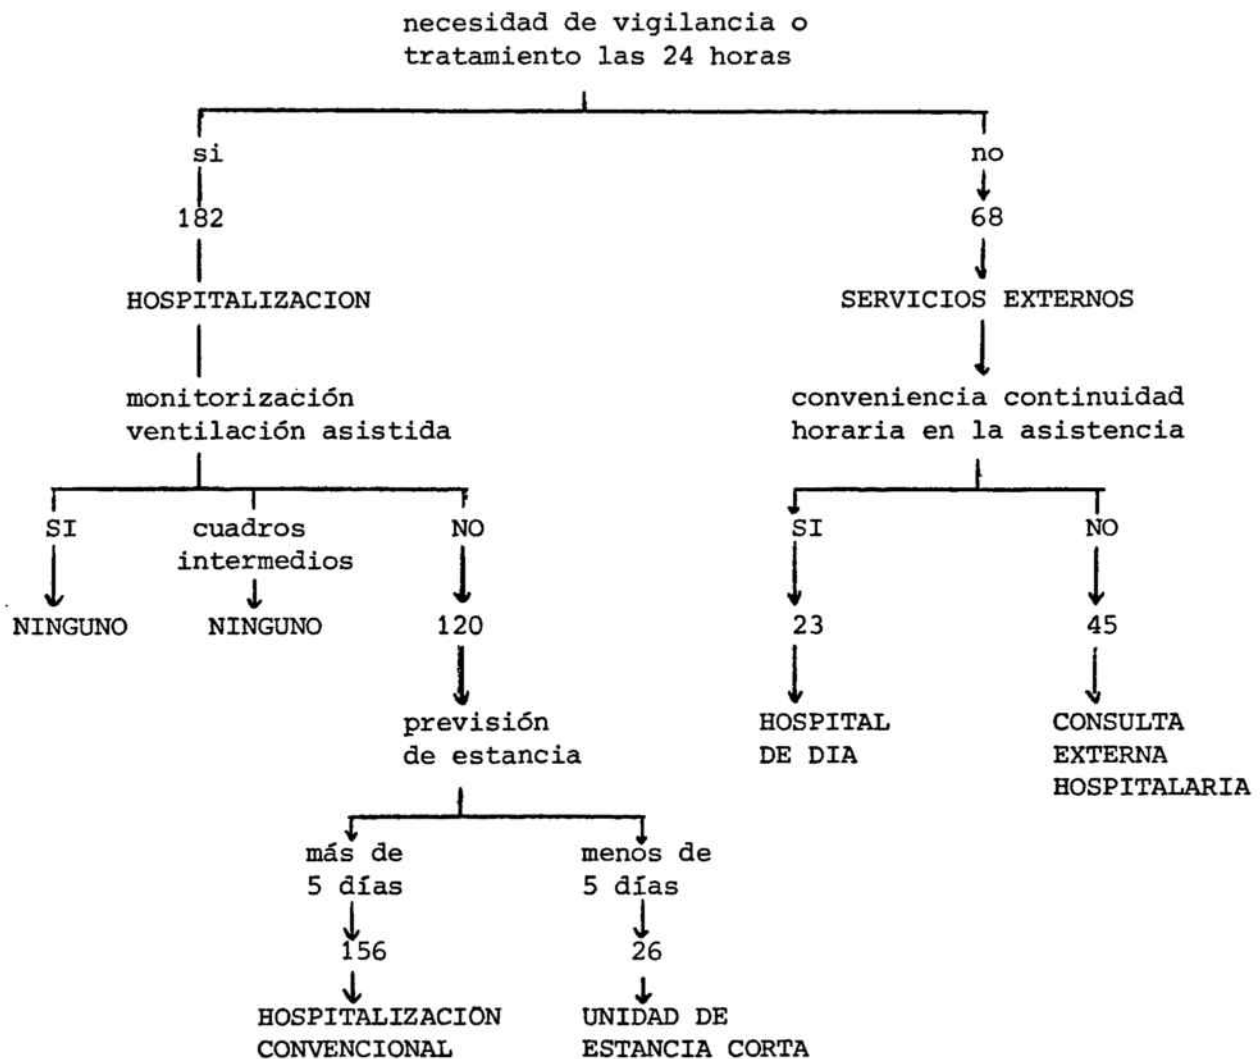 necesidad de vigilancia o
tratamiento las 24 horas
si
no
182
68
HOSPITALIZACION
SERVICIOS EXTERNOS
monitorización
ventilación asistida
conveniencia continuidad
horaria en la asistencia
SI
cuadros
intermedios
NO
SI
NO
NINGUNO
NINGUNO
120
23
45
previsión
de estancia
HOSPITAL
DE DIA
CONSULTA
EXTERNA
HOSPITALARIA
más de
5 días
menos de
5 días
156
26
HOSPITALIZACIÓN
CONVENCIONAL
UNIDAD DE
ESTANCIA CORTA